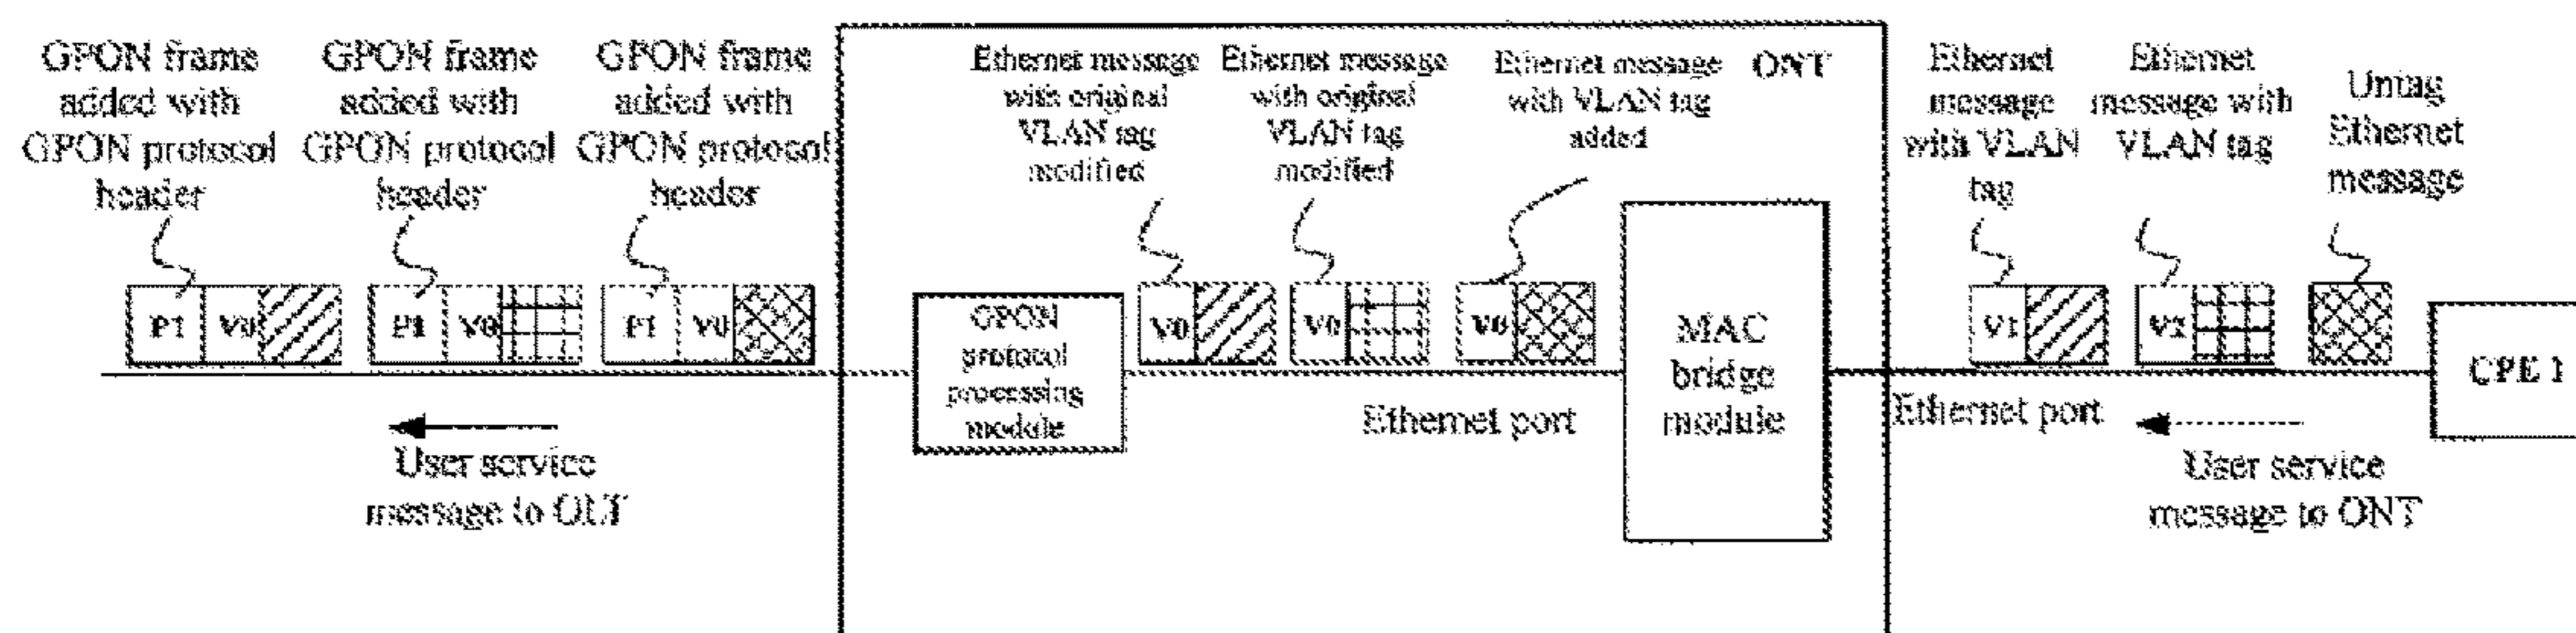 GPON frame
added with
GPON protocol
header
GPON frame
added with
GPON protocol
header
GPON frame
added with
GPON protocol
header
Ethernet message
with original
VLAN tag
modified
Ethernet message
with original
VLAN tag
modified
Ethernet message
with VLAN tag
added
ONT
Ethernet
message
with VLAN
tag
Ethernet
message with
VLAN tag
Untag
Ethernet
message
P1 V0
P1 V0
P1 V0
GPON
protocol
processing
module
V0
V0
V0
MAC
bridge
module
V1
V2
CPE 1
Ethernet port
Ethernet port
User service
message to OLT
User service
message to ONT